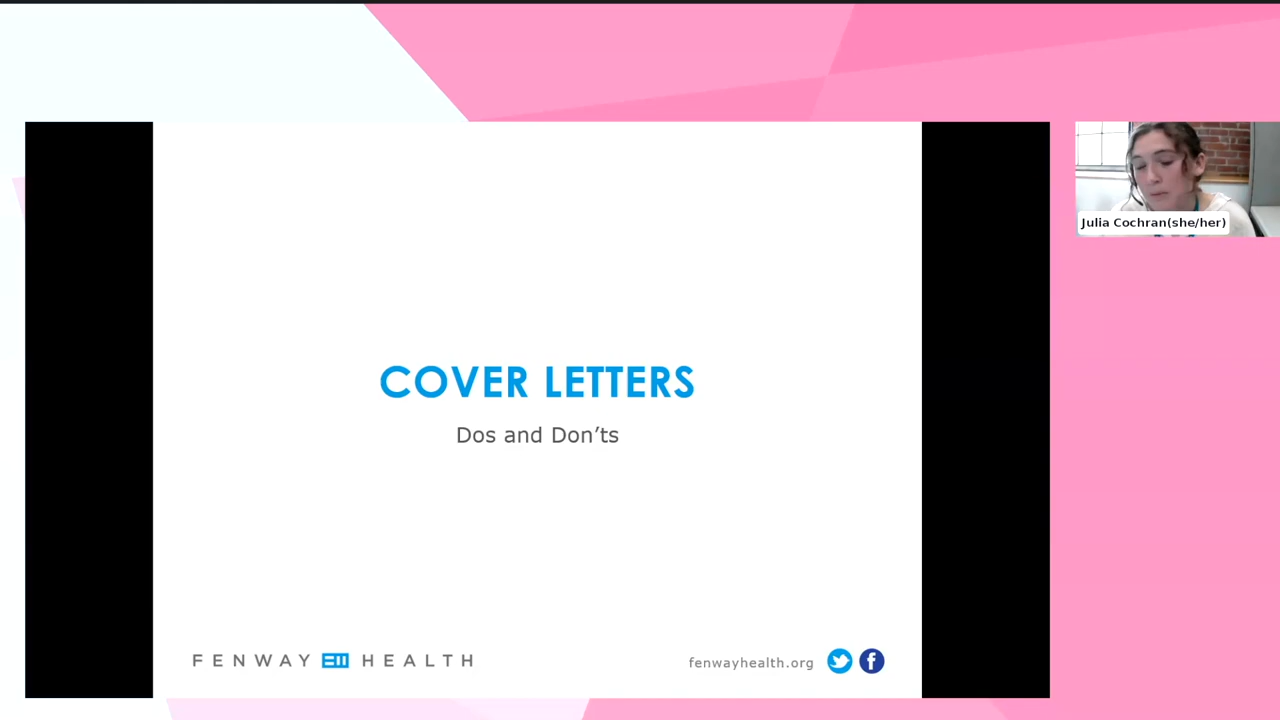 COVER LETTERS
Dos and Don’ts
FENWAY HEALTH
fenwayhealth.org
Julia Cochran(she/her)